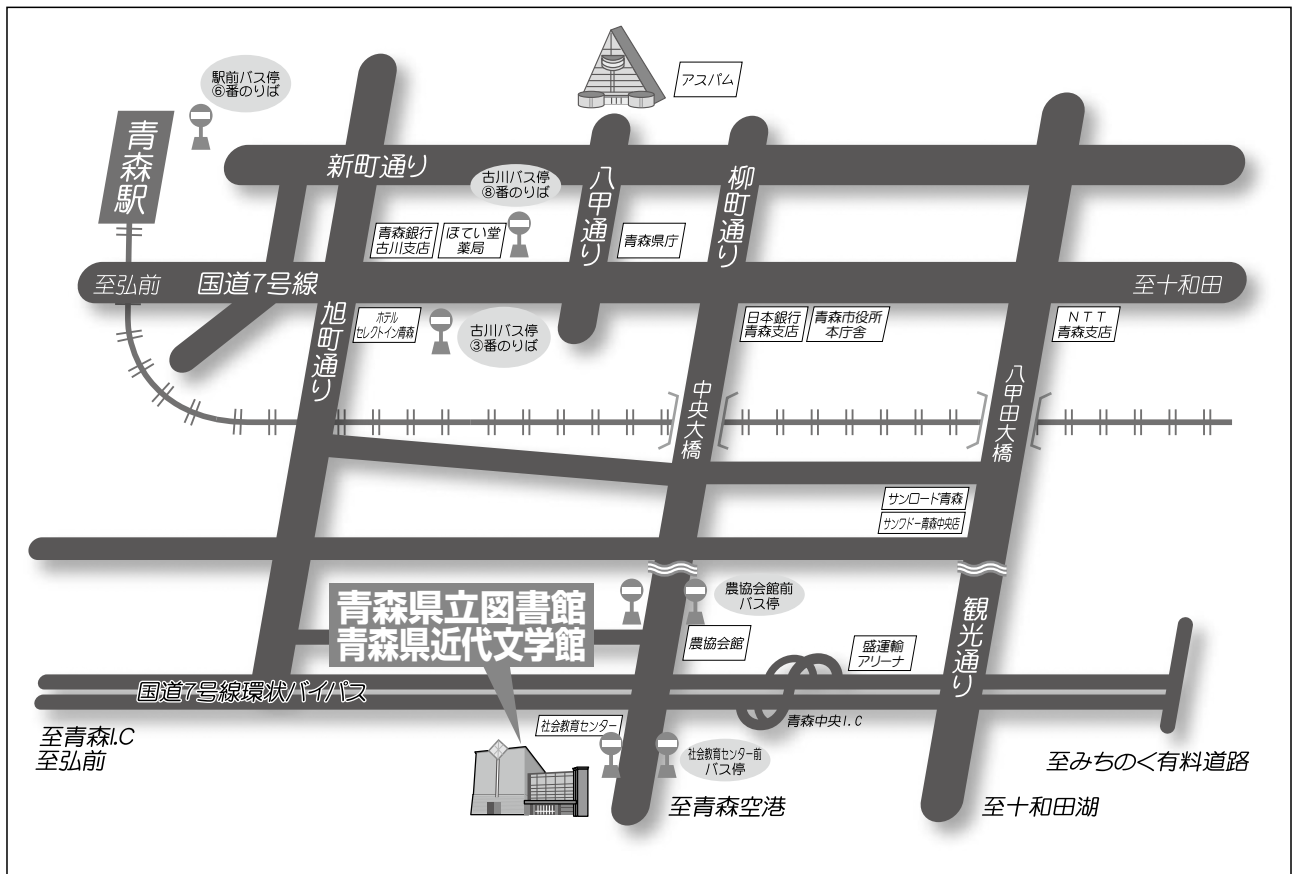 駅前バス停
⑥番のりば
アスパム
青森駅
新町通り
古川バス停
⑧番のりば
八甲通り
柳町通り
青森銀行
古川支店
ほてい堂
薬局
青森県庁
至弘前
国道7号線
至十和田
旭町通り
ホテル
セレクトイン青森
古川バス停
③番のりば
日本銀行
青森支店
青森市役所
本庁舎
NTT
青森支店
中央大橋
八甲田大橋
サンロード青森
サンワドー青森中央店
青森県立図書館
青森県近代文学館
農協会館前
バス停
観光通り
農協会館
盛運輸
アリーナ
国道7号線環状バイパス
青森中央I.C
社会教育センター
至青森I.C
至弘前
社会教育センター前
バス停
至みちのく有料道路
至青森空港
至十和田湖